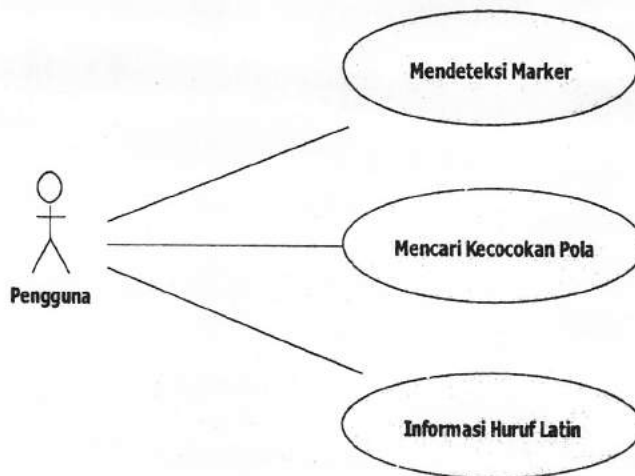 Mendeteksi Marker
Mencari Kecocokan Pola
Pengguna
Informasi Huruf Latin